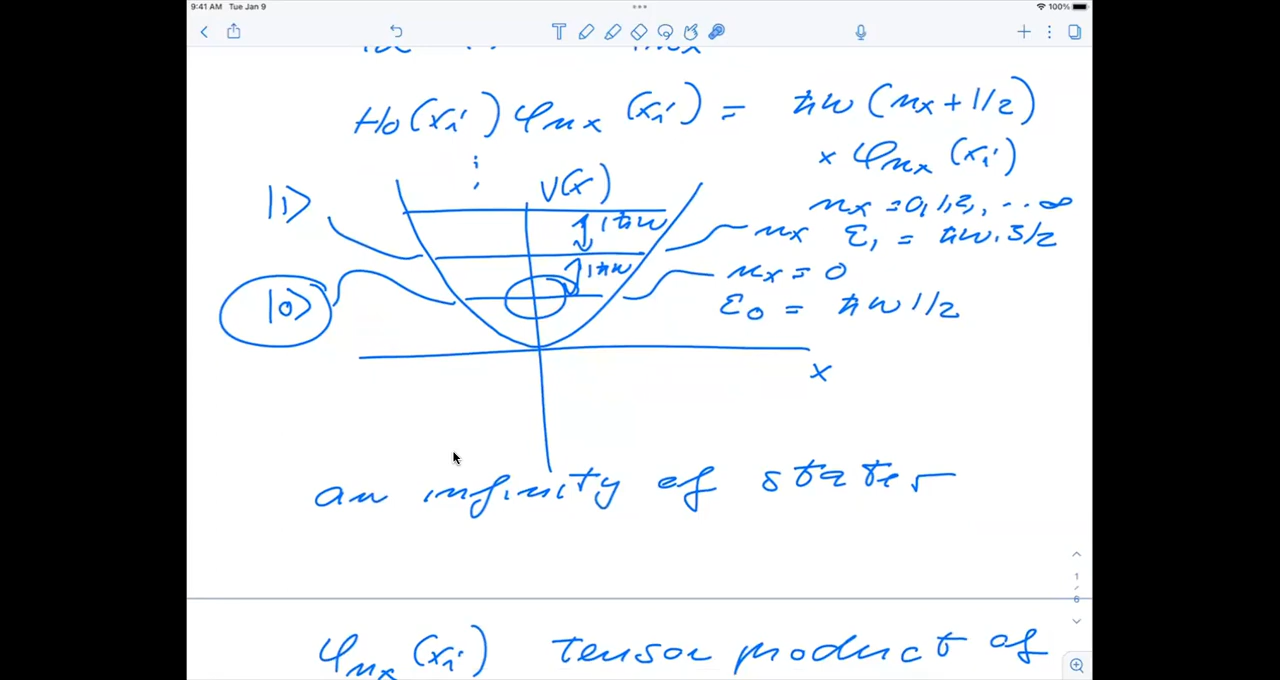 9:41 AM Tue Jan 9
100%
H₀(xᵢ) φₙₓ (xᵢ) = ħω (nx + 1/2)
× φₙₓ (xᵢ)
V(x)
nx = 0, 1, 2, ... ∞
|1>
1ħω
nx ε₁ = ħω · 3/2
1ħω
nx = 0
|0>
ε₀ = ħω 1/2
x
an infinity of states
1
/
6
φₙₓ (xᵢ) tensor product of